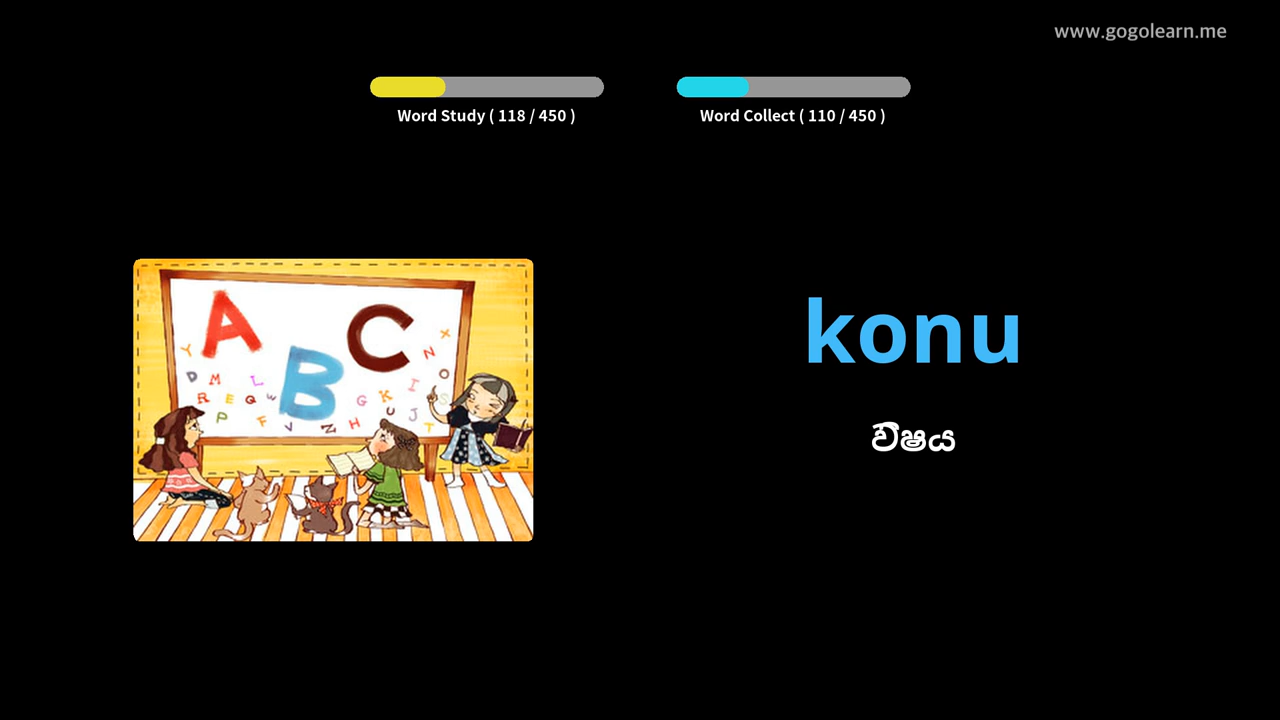 www.gogolearn.me
Word Study ( 118 / 450 )
Word Collect ( 110 / 450 )
A
B
C
Y
X
N
D M L
O
R E Q W
G K I
S
P F V Z H U J T
konu
විෂය